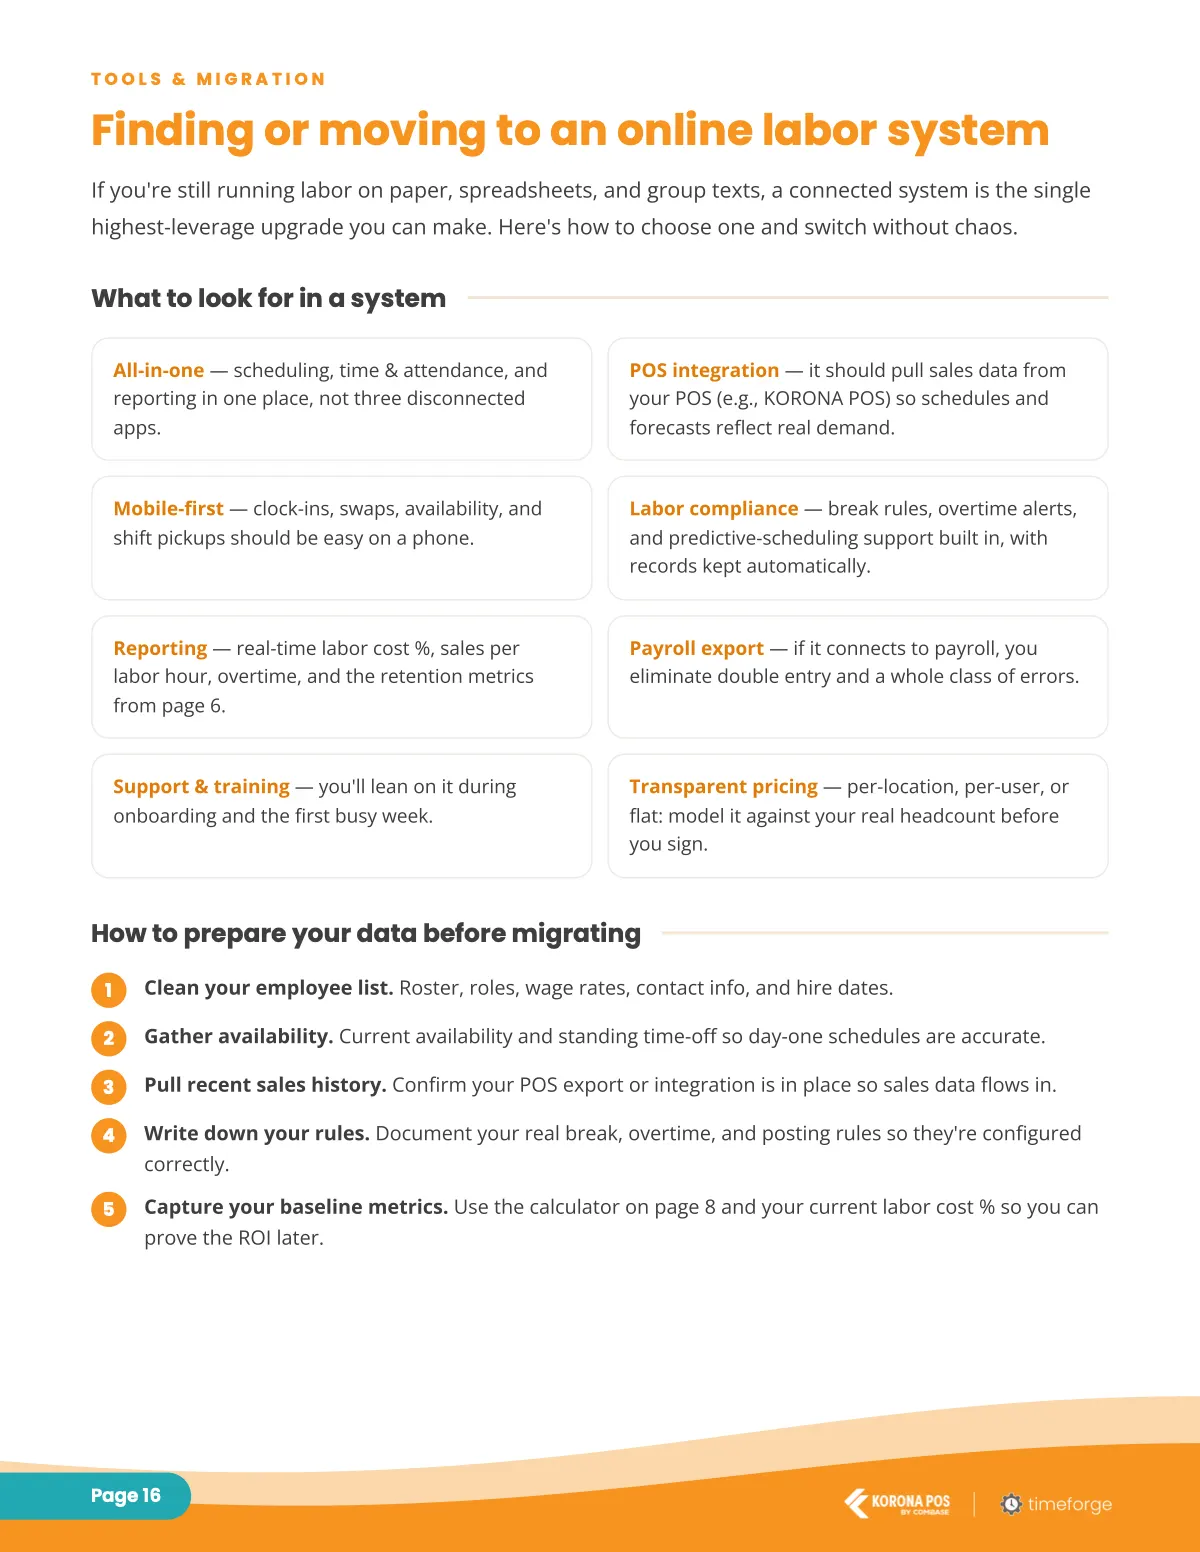 TOOLS & MIGRATION
Finding or moving to an online labor system
If you're still running labor on paper, spreadsheets, and group texts, a connected system is the single
highest-leverage upgrade you can make. Here's how to choose one and switch without chaos.
What to look for in a system
All-in-one — scheduling, time & attendance, and
reporting in one place, not three disconnected
apps.
POS integration — it should pull sales data from
your POS (e.g., KORONA POS) so schedules and
forecasts reflect real demand.
Mobile-first — clock-ins, swaps, availability, and
shift pickups should be easy on a phone.
Labor compliance — break rules, overtime alerts,
and predictive-scheduling support built in, with
records kept automatically.
Reporting — real-time labor cost %, sales per
labor hour, overtime, and the retention metrics
from page 6.
Payroll export — if it connects to payroll, you
eliminate double entry and a whole class of errors.
Support & training — you'll lean on it during
onboarding and the first busy week.
Transparent pricing — per-location, per-user, or
flat: model it against your real headcount before
you sign.
How to prepare your data before migrating
1 Clean your employee list. Roster, roles, wage rates, contact info, and hire dates.
2 Gather availability. Current availability and standing time-off so day-one schedules are accurate.
3 Pull recent sales history. Confirm your POS export or integration is in place so sales data flows in.
4 Write down your rules. Document your real break, overtime, and posting rules so they're configured
correctly.
5 Capture your baseline metrics. Use the calculator on page 8 and your current labor cost % so you can
prove the ROI later.
Page 16
KORONA POS
BY COMBASE
timeforge